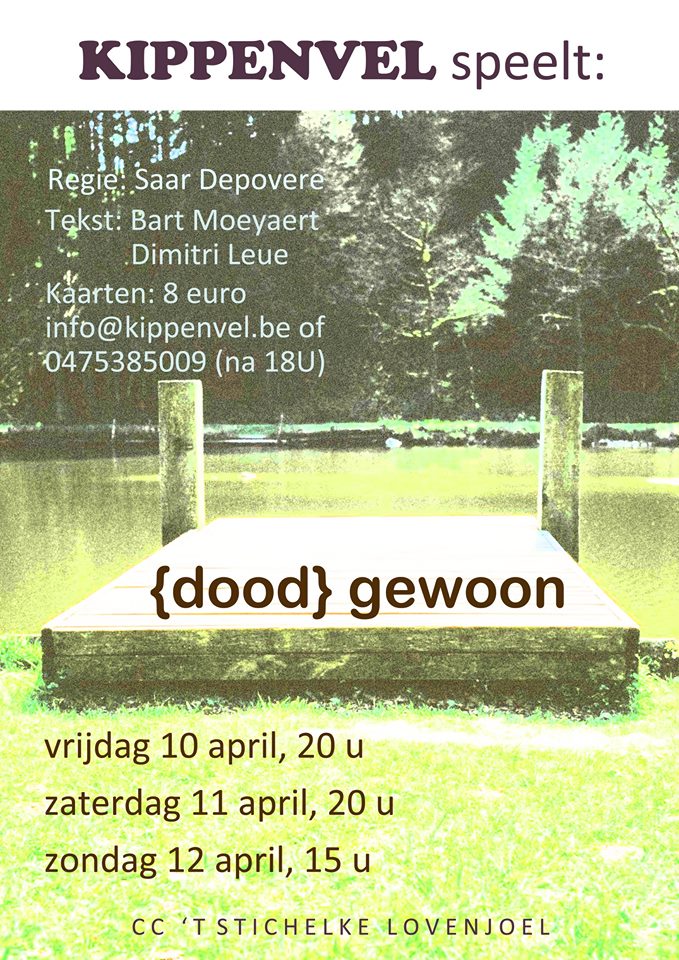 KIPPENVEL speelt:
Regie: Saar Depovere
Tekst: Bart Moeyaert
Dimitri Leue
Kaarten: 8 euro
info@kippenvel.be of
0475385009 (na 18U)
{dood} gewoon
vrijdag 10 april, 20 u
zaterdag 11 april, 20 u
zondag 12 april, 15 u
CC ‘T STICHELKE LOVENJOEL